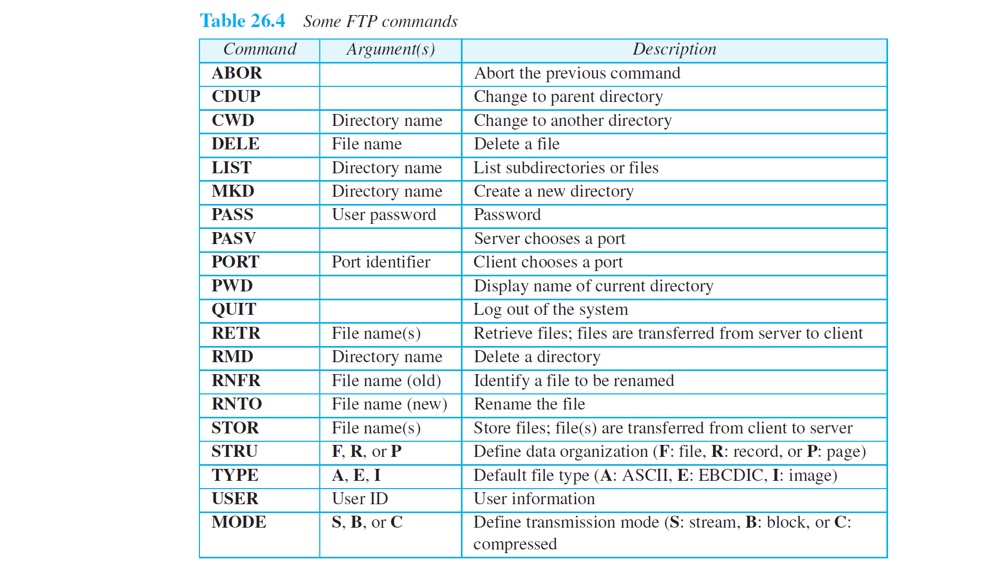 Table 26.4 Some FTP commands
Command Argument(s) Description
ABOR Abort the previous command
CDUP Change to parent directory
CWD Directory name Change to another directory
DELE File name Delete a file
LIST Directory name List subdirectories or files
MKD Directory name Create a new directory
PASS User password Password
PASV Server chooses a port
PORT Port identifier Client chooses a port
PWD Display name of current directory
QUIT Log out of the system
RETR File name(s) Retrieve files; files are transferred from server to client
RMD Directory name Delete a directory
RNFR File name (old) Identify a file to be renamed
RNTO File name (new) Rename the file
STOR File name(s) Store files; file(s) are transferred from client to server
STRU F, R, or P Define data organization (F: file, R: record, or P: page)
TYPE A, E, I Default file type (A: ASCII, E: EBCDIC, I: image)
USER User ID User information
MODE S, B, or C Define transmission mode (S: stream, B: block, or C:
compressed